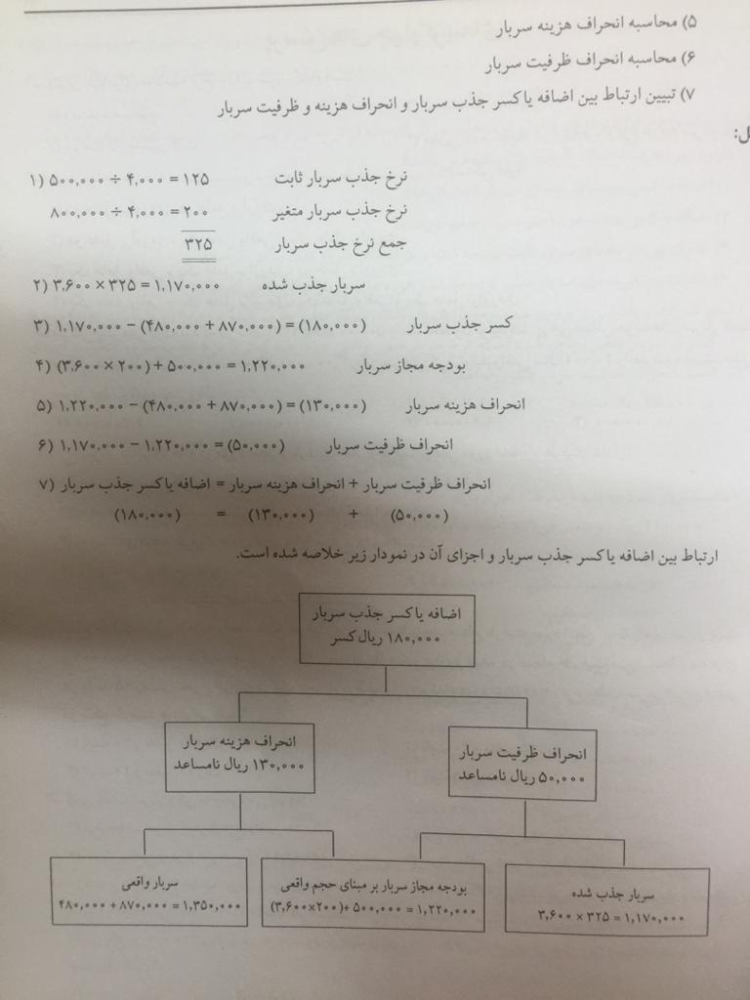 ۵) محاسبه انحراف هزینه سربار
۶) محاسبه انحراف ظرفیت سربار
۷) تبیین ارتباط بین اضافه یا کسر جذب سربار و انحراف هزینه و ظرفیت سربار
ل:
۱) ۵۰۰,۰۰۰ ÷ ۴,۰۰۰ = ۱۲۵ نرخ جذب سربار ثابت
۸۰۰,۰۰۰ ÷ ۴,۰۰۰ = ۲۰۰ نرخ جذب سربار متغیر
۳۲۵ جمع نرخ جذب سربار
۲) ۳,۶۰۰ × ۳۲۵ = ۱,۱۷۰,۰۰۰ سربار جذب شده
۳) ۱,۱۷۰,۰۰۰ − (۴۸۰,۰۰۰ + ۸۷۰,۰۰۰) = (۱۸۰,۰۰۰) کسر جذب سربار
۴) (۳,۶۰۰ × ۲۰۰) + ۵۰۰,۰۰۰ = ۱,۲۲۰,۰۰۰ بودجه مجاز سربار
۵) ۱,۲۲۰,۰۰۰ − (۴۸۰,۰۰۰ + ۸۷۰,۰۰۰) = (۱۳۰,۰۰۰) انحراف هزینه سربار
۶) ۱,۱۷۰,۰۰۰ − ۱,۲۲۰,۰۰۰ = (۵۰,۰۰۰) انحراف ظرفیت سربار
۷) انحراف ظرفیت سربار + انحراف هزینه سربار = اضافه یا کسر جذب سربار
(۱۸۰,۰۰۰) = (۱۳۰,۰۰۰) + (۵۰,۰۰۰)
ارتباط بین اضافه یا کسر جذب سربار و اجزای آن در نمودار زیر خلاصه شده است.
اضافه یا کسر جذب سربار
۱۸۰,۰۰۰ ریال کسر
انحراف ظرفیت سربار
۵۰,۰۰۰ ریال نامساعد
انحراف هزینه سربار
۱۳۰,۰۰۰ ریال نامساعد
سربار جذب شده
۳,۶۰۰ × ۳۲۵ = ۱,۱۷۰,۰۰۰
بودجه مجاز سربار بر مبنای حجم واقعی
(۳,۶۰۰×۲۰۰)+ ۵۰۰,۰۰۰ = ۱,۲۲۰,۰۰۰
سربار واقعی
۴۸۰,۰۰۰ + ۸۷۰,۰۰۰ = ۱,۳۵۰,۰۰۰